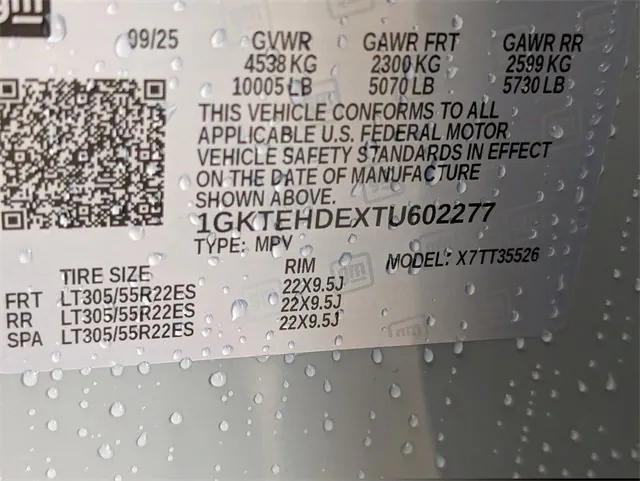 gm
09/25 GVWR GAWR FRT GAWR RR
4538 KG 2300 KG 2599 KG
10005 LB 5070 LB 5730 LB
THIS VEHICLE CONFORMS TO ALL
APPLICABLE U.S. FEDERAL MOTOR
VEHICLE SAFETY STANDARDS IN EFFECT
ON THE DATE OF MANUFACTURE
SHOWN ABOVE.
1GKTEHDEXTU602277
TYPE: MPV MODEL: X7TT35526
TIRE SIZE RIM
FRT LT305/55R22ES 22X9.5J
RR LT305/55R22ES 22X9.5J
SPA LT305/55R22ES 22X9.5J